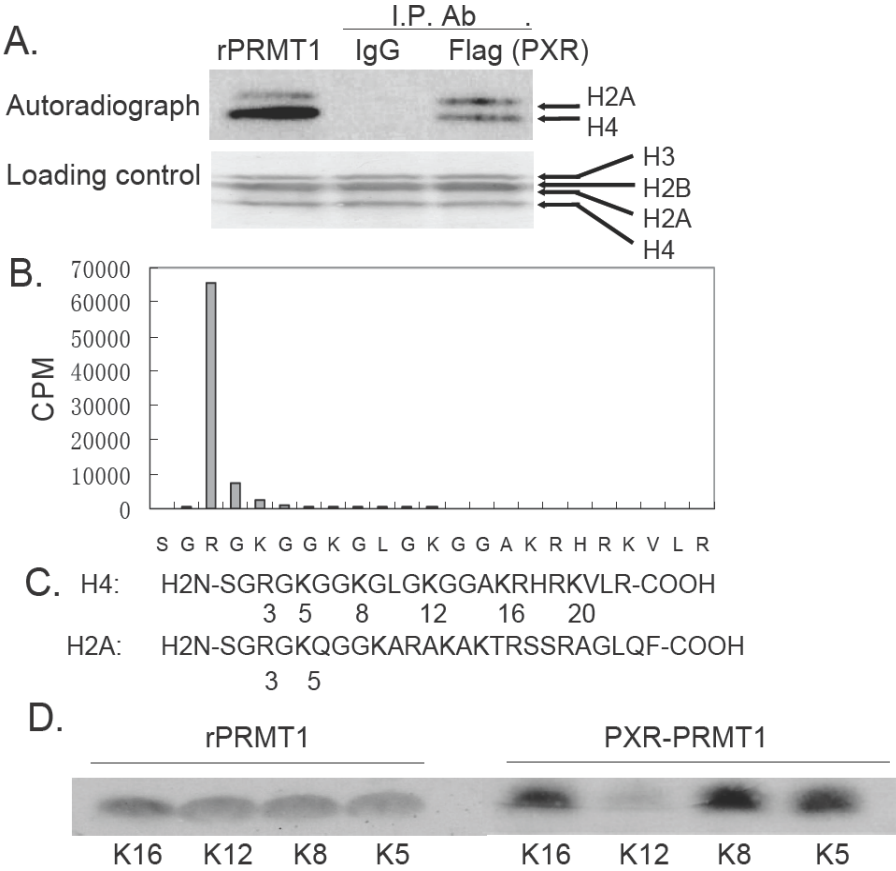 A.
I.P. Ab .
rPRMT1 IgG Flag (PXR)
Autoradiograph
H2A
H4
Loading control
H3
H2B
H2A
H4
B.
CPM
70000
60000
50000
40000
30000
20000
10000
0
S G R G K G G K G L G K G G A K R H R K V L R
C. H4: H2N-SGRGKGGKGLGKGGAKRHRKVLR-COOH
3 5 8 12 16 20
H2A: H2N-SGRGKQGGKARAKAKTRSSRAGLQF-COOH
3 5
D.
rPRMT1 PXR-PRMT1
K16 K12 K8 K5 K16 K12 K8 K5